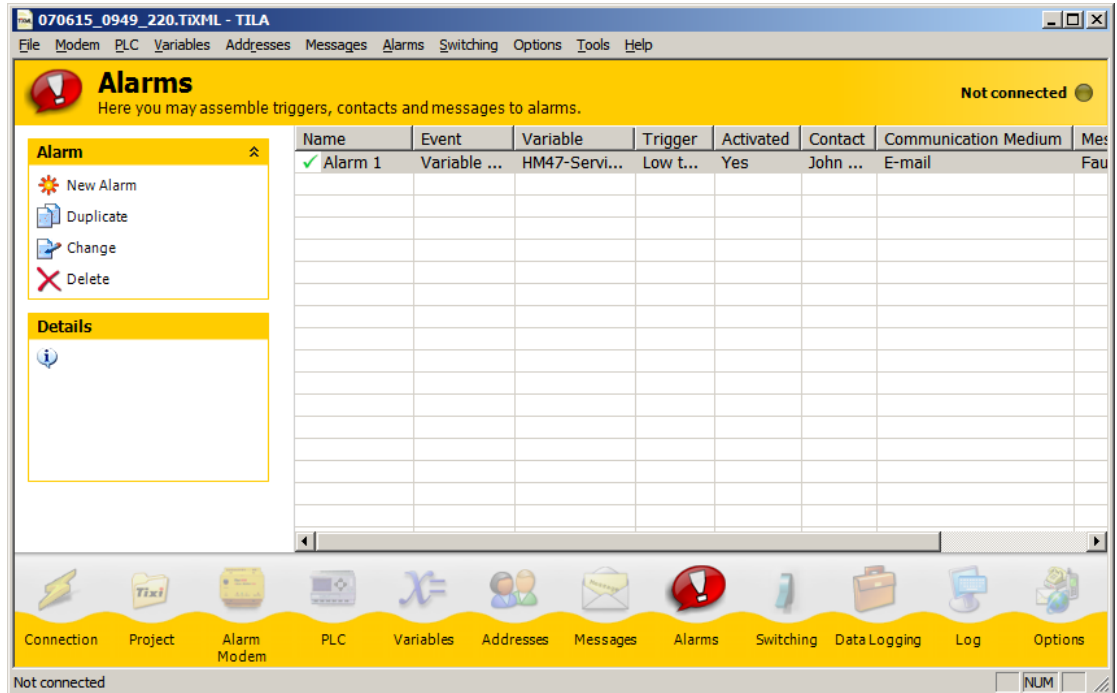 070615_0949_220.TiXML - TILA
File Modem PLC Variables Addresses Messages Alarms Switching Options Tools Help
Alarms
Here you may assemble triggers, contacts and messages to alarms.
Not connected
Alarm
New Alarm
Duplicate
Change
Delete
Details
Name Event Variable Trigger Activated Contact Communication Medium Mes
Alarm 1 Variable ... HM47-Servi... Low t... Yes John ... E-mail Fau
Tixi
Connection Project Alarm Modem PLC Variables Addresses Messages Alarms Switching Data Logging Log Options
Not connected NUM